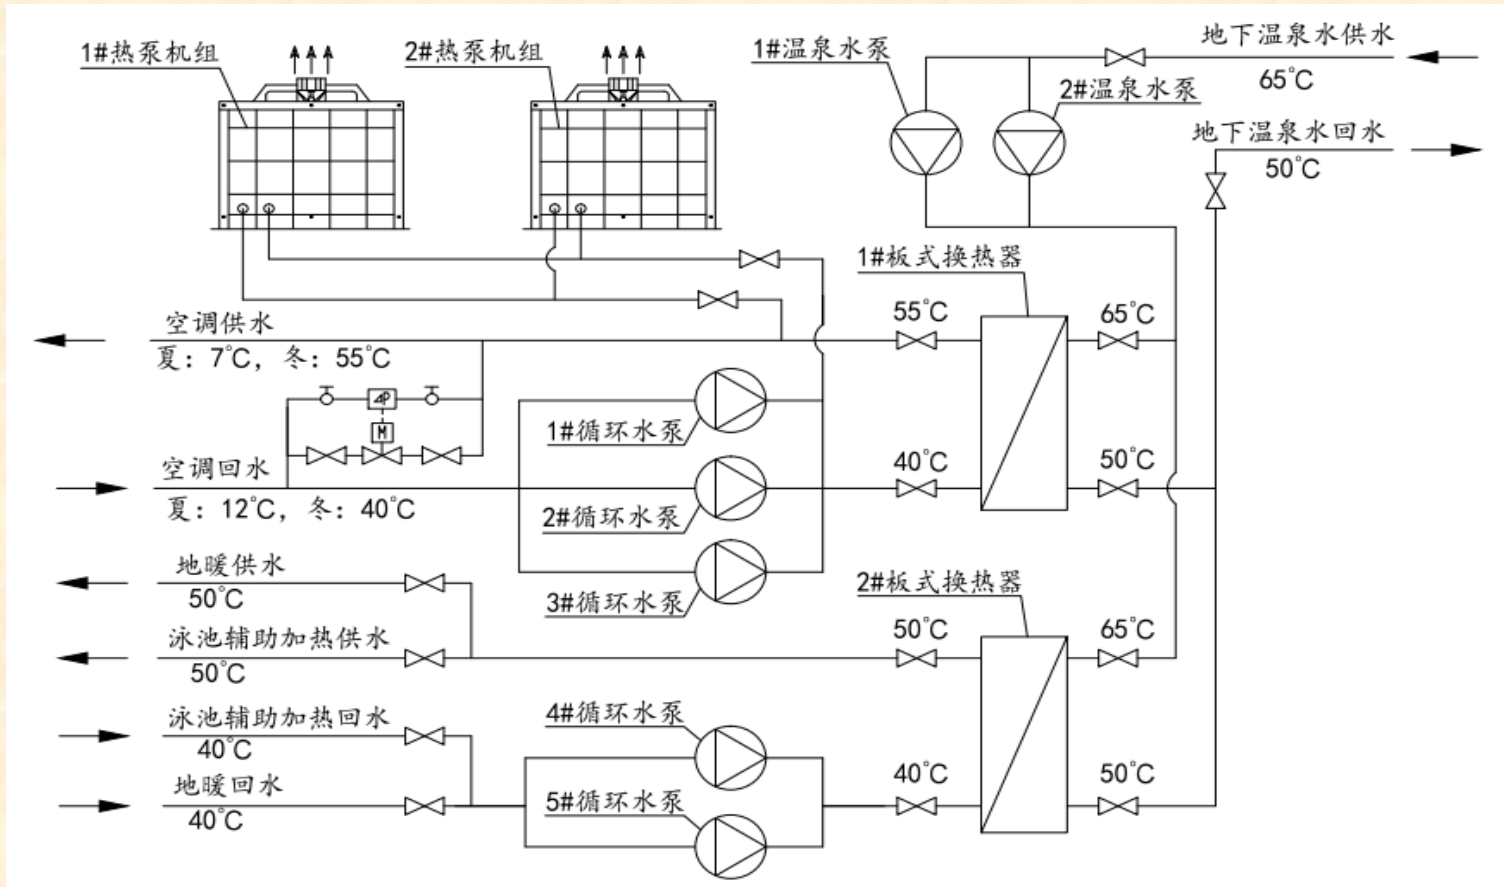 1#热泵机组
2#热泵机组
1#温泉水泵
地下温泉水供水
65°C
2#温泉水泵
地下温泉水回水
50°C
1#板式换热器
空调供水
夏：7°C，冬：55°C
55°C
65°C
ΔP
M
1#循环水泵
空调回水
夏：12°C，冬：40°C
40°C
50°C
2#循环水泵
地暖供水
50°C
3#循环水泵
2#板式换热器
泳池辅助加热供水
50°C
50°C
65°C
泳池辅助加热回水
40°C
4#循环水泵
地暖回水
40°C
5#循环水泵
40°C
50°C